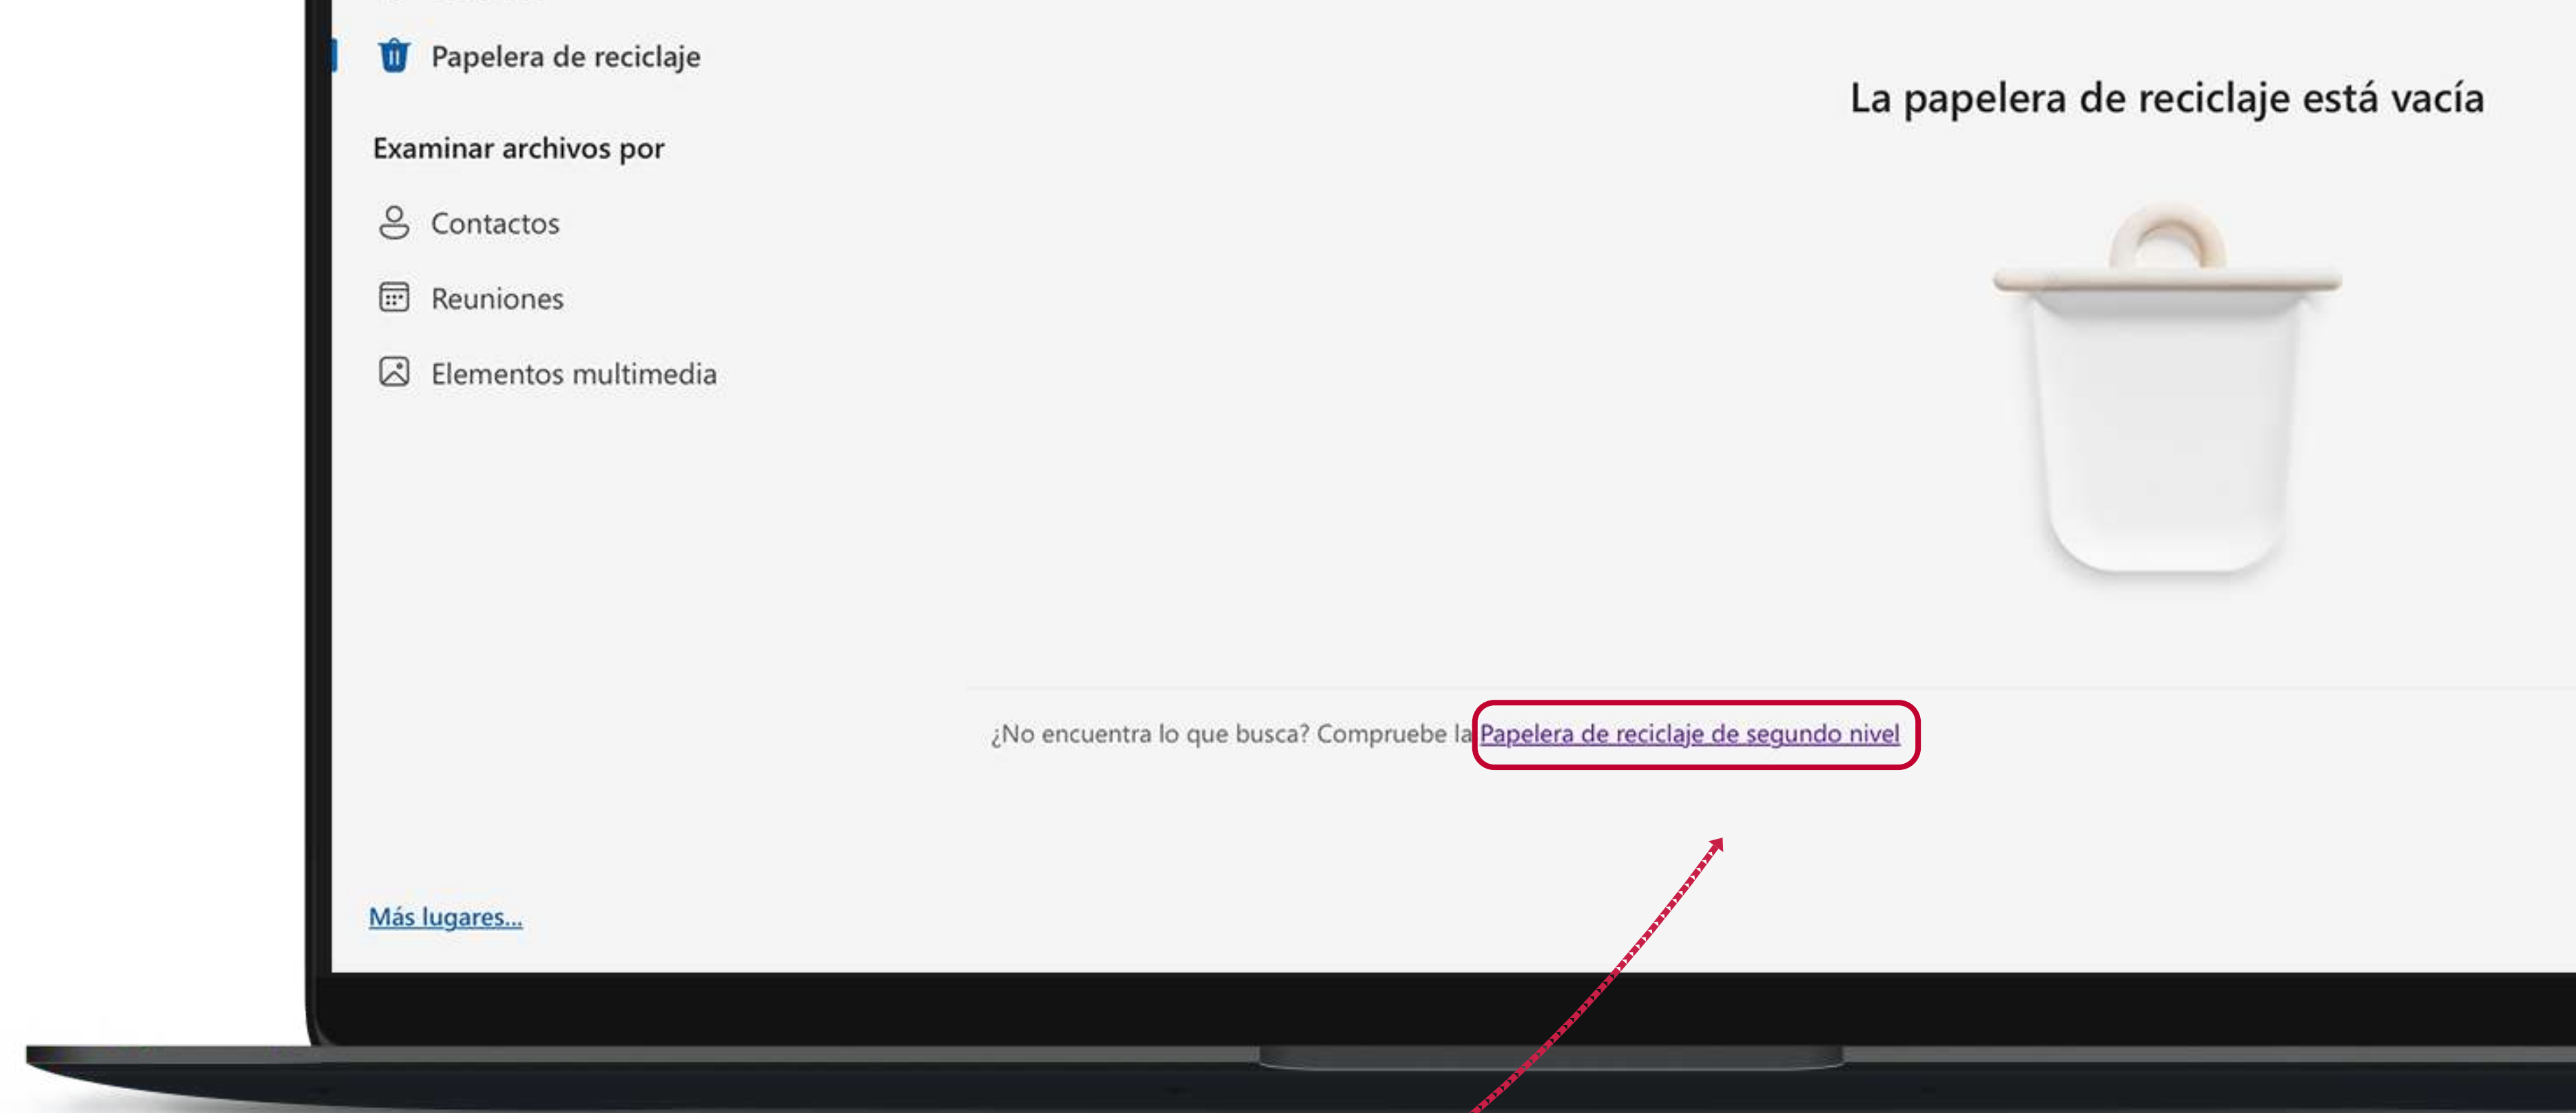 Papelera de reciclaje
La papelera de reciclaje está vacía
Examinar archivos por
Contactos
Reuniones
Elementos multimedia
¿No encuentra lo que busca? Compruebe la Papelera de reciclaje de segundo nivel
Más lugares...